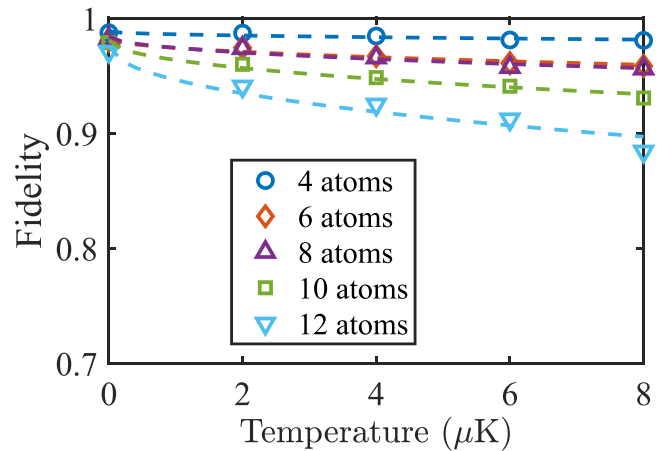 1
0.9
0.8
0.7
Fidelity
4 atoms
6 atoms
8 atoms
10 atoms
12 atoms
0 2 4 6 8
Temperature (μK)